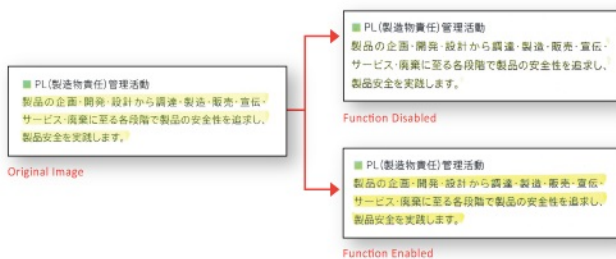 ■ PL(製造物責任)管理活動
製品の企画・開発・設計から調達・製造・販売・宣伝・
サービス・廃棄に至る各段階で製品の安全性を追求し、
製品安全を実践します。
Function Disabled
■ PL(製造物責任)管理活動
製品の企画・開発・設計から調達・製造・販売・宣伝・
サービス・廃棄に至る各段階で製品の安全性を追求し、
製品安全を実践します。
Original Image
■ PL(製造物責任)管理活動
製品の企画・開発・設計から調達・製造・販売・宣伝・
サービス・廃棄に至る各段階で製品の安全性を追求し、
製品安全を実践します。
Function Enabled